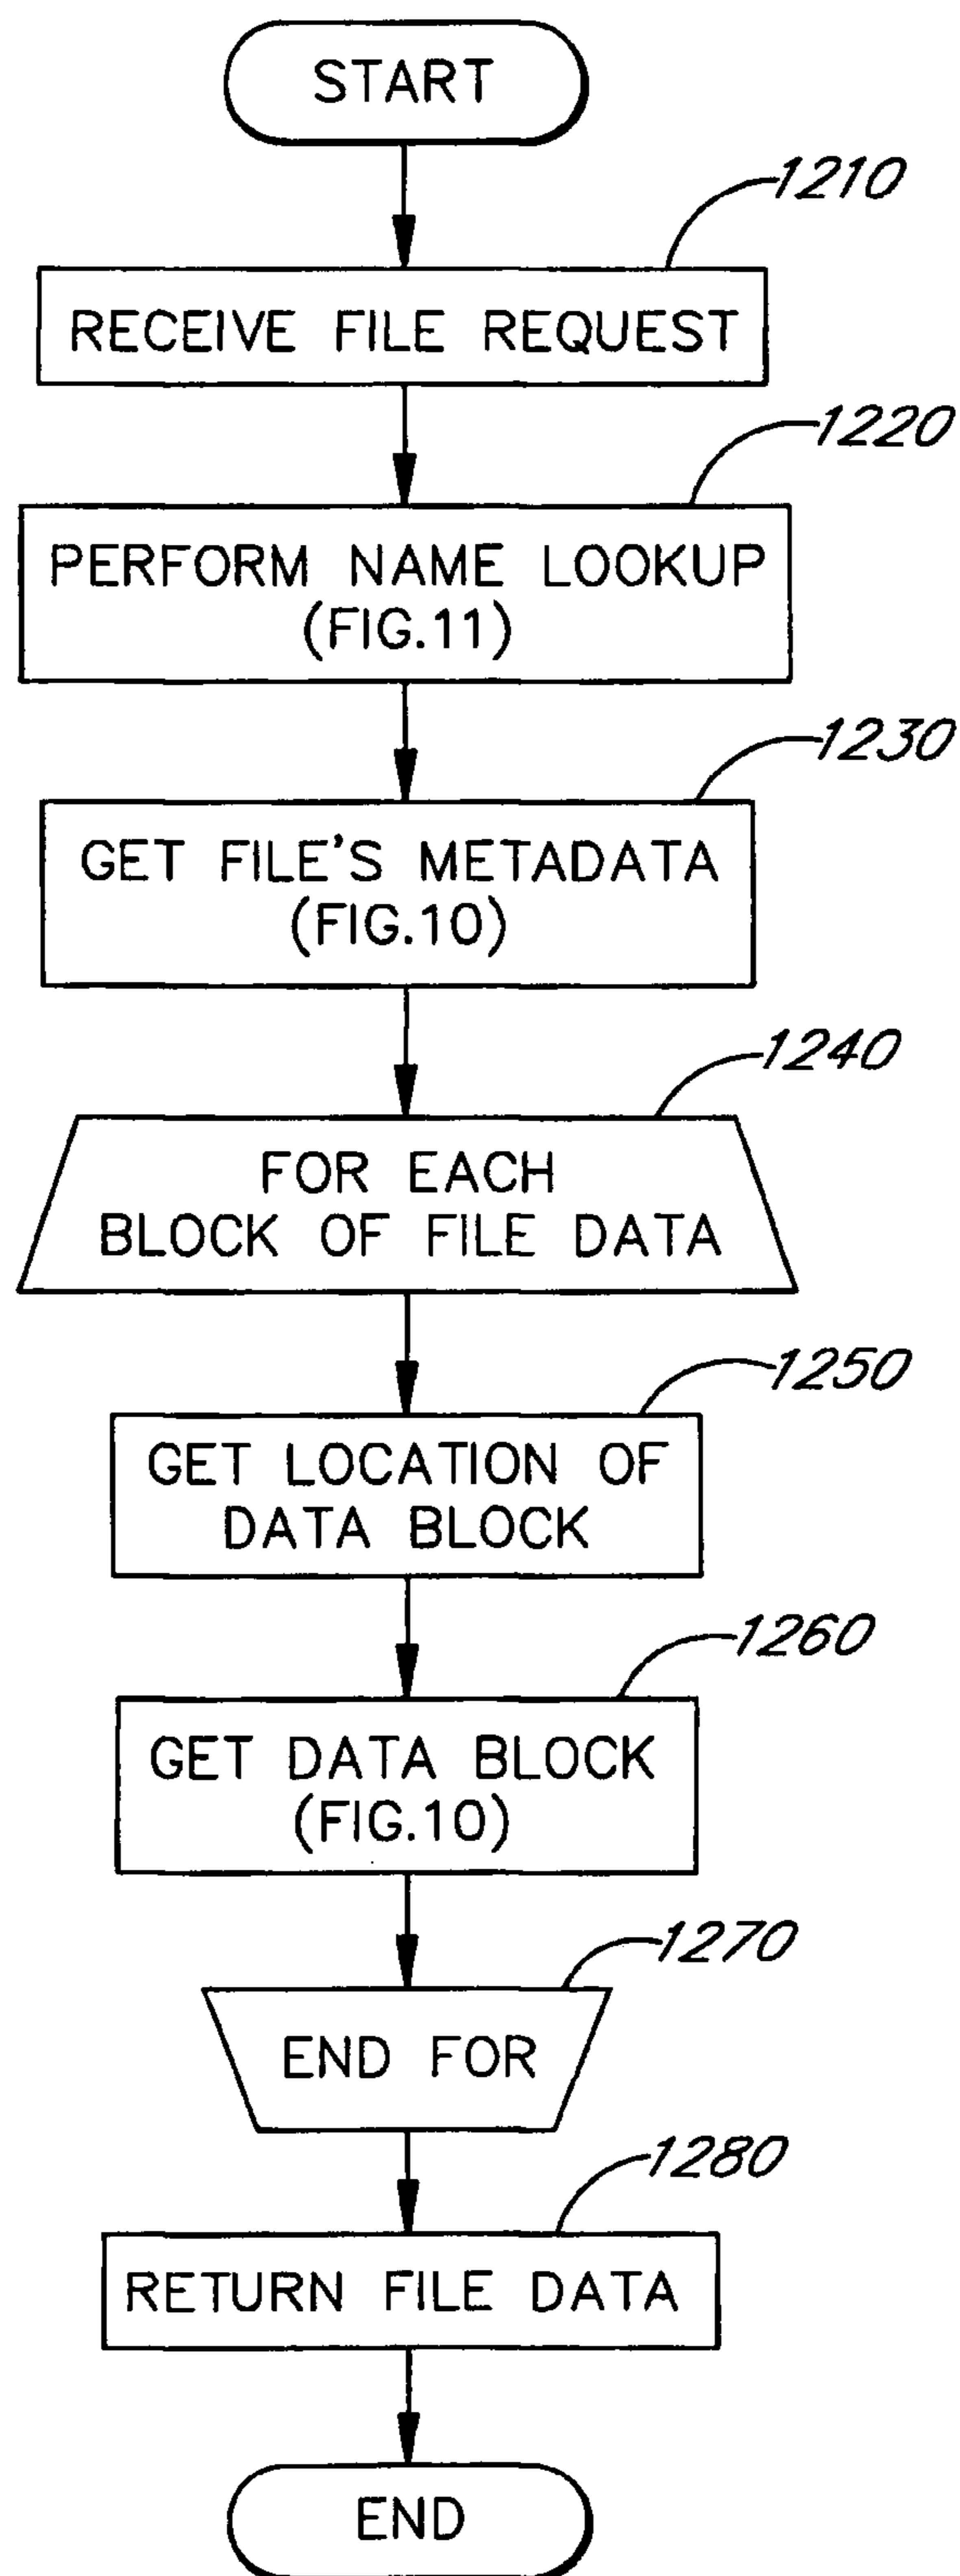 START
1210
RECEIVE FILE REQUEST
1220
PERFORM NAME LOOKUP
(FIG.11)
1230
GET FILE'S METADATA
(FIG.10)
1240
FOR EACH
BLOCK OF FILE DATA
1250
GET LOCATION OF
DATA BLOCK
1260
GET DATA BLOCK
(FIG.10)
1270
END FOR
1280
RETURN FILE DATA
END